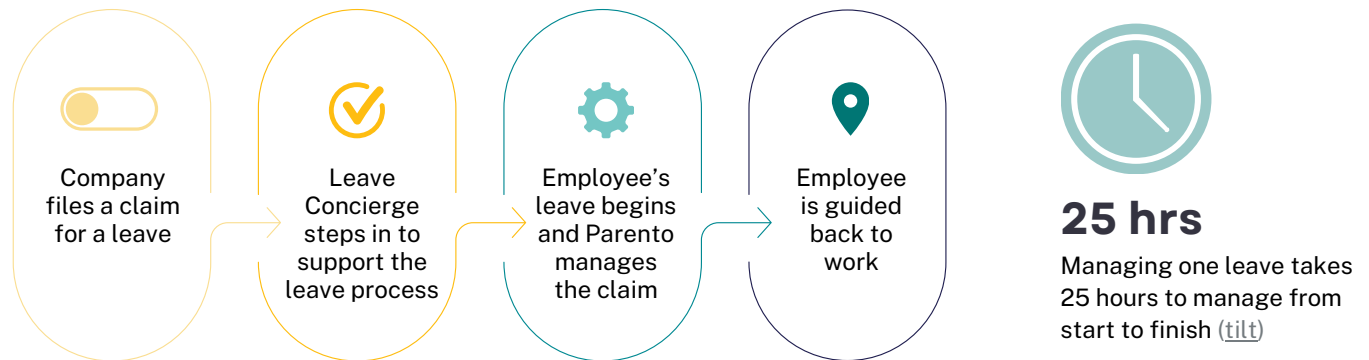 Company
files a claim
for a leave
Leave
Concierge
steps in to
support the
leave process
Employee’s
leave begins
and Parento
manages
the claim
Employee
is guided
back to
work
25 hrs
Managing one leave takes
25 hours to manage from
start to finish (tilt)